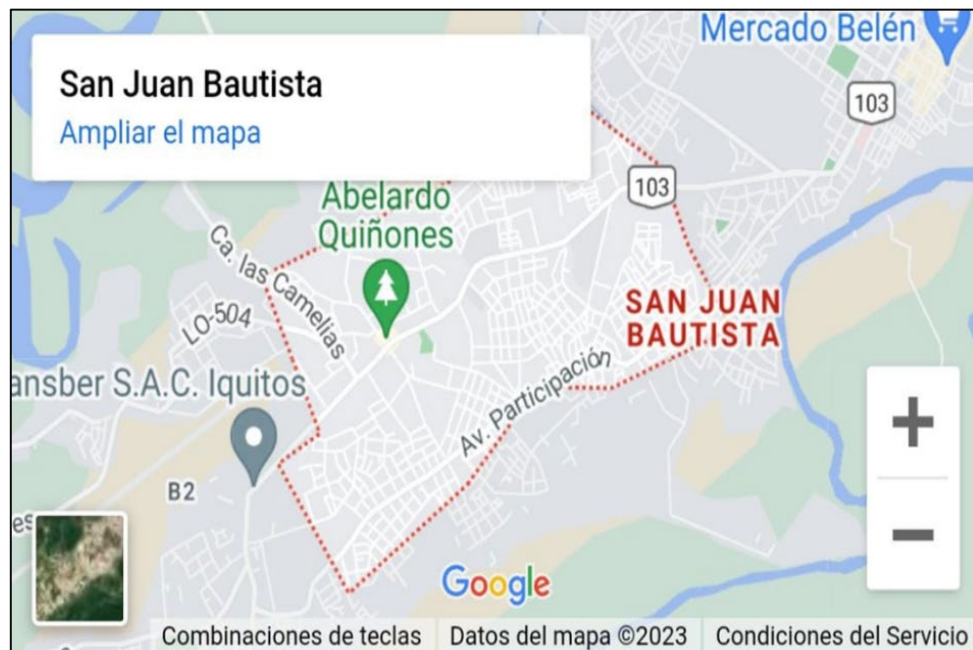 Mercado Belén
San Juan Bautista
Ampliar el mapa
103
103
Abelardo
Quiñones
Ca. las Camelias
LO-504
SAN JUAN
BAUTISTA
ansber S.A.C. Iquitos
Av. Participación
B2
es
Google
Combinaciones de teclas
Datos del mapa ©2023
Condiciones del Servicio